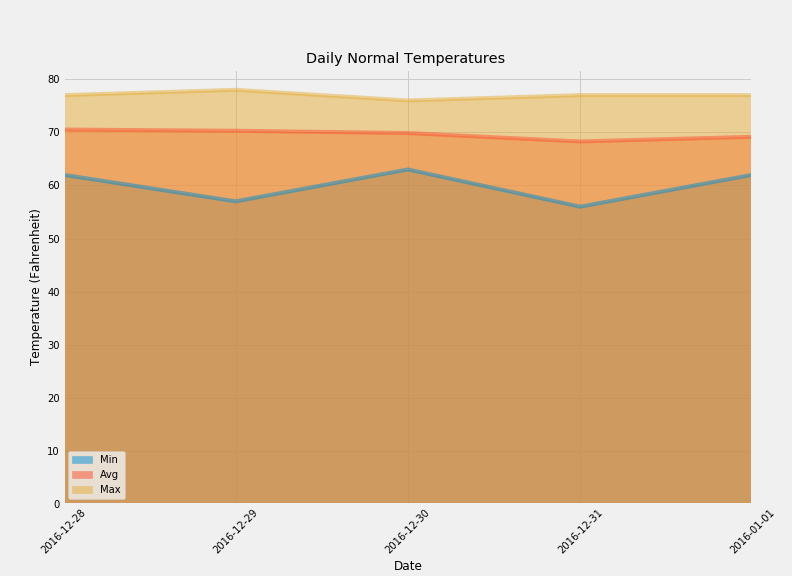 Daily Normal Temperatures
80
70
60
50
40
30
20
10
0
Temperature (Fahrenheit)
Min
Avg
Max
2016-12-28
2016-12-29
2016-12-30
2016-12-31
2016-01-01
Date